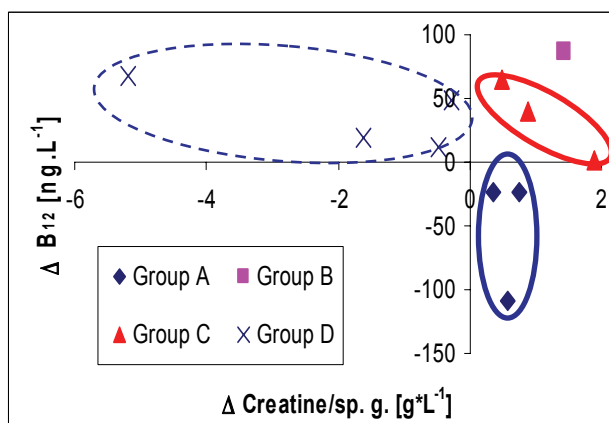 100
50
0
-50
-100
-150
-6
-4
-2
0
2
Δ B12 [ng.L-1]
Group A
Group B
Group C
Group D
Δ Creatine/sp. g. [g*L-1]